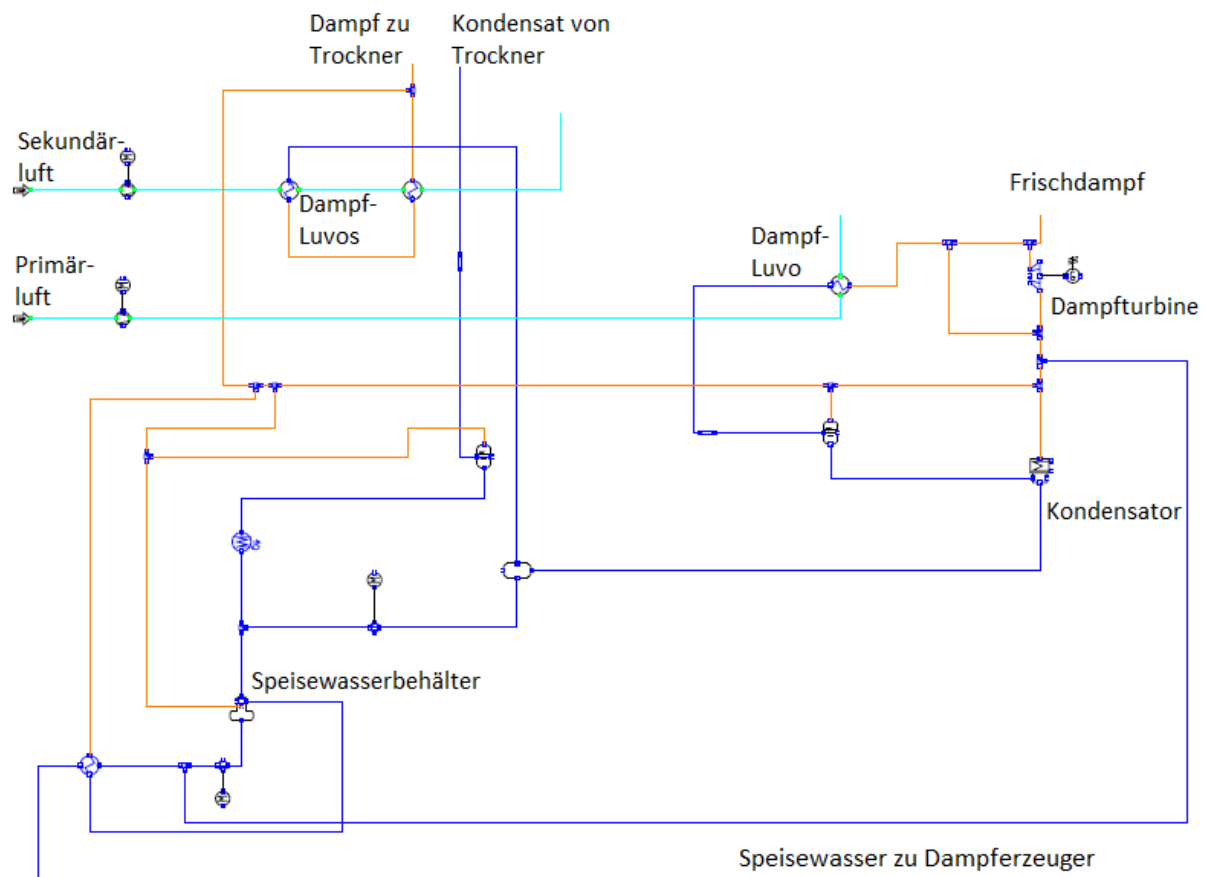 Dampf zu
Trockner
Kondensat von
Trockner
Sekundär-
luft
Dampf-
Luvos
Primär-
luft
Dampf-
Luvo
Frischdampf
Dampfturbine
Kondensator
Speisewasserbehälter
Speisewasser zu Dampferzeuger